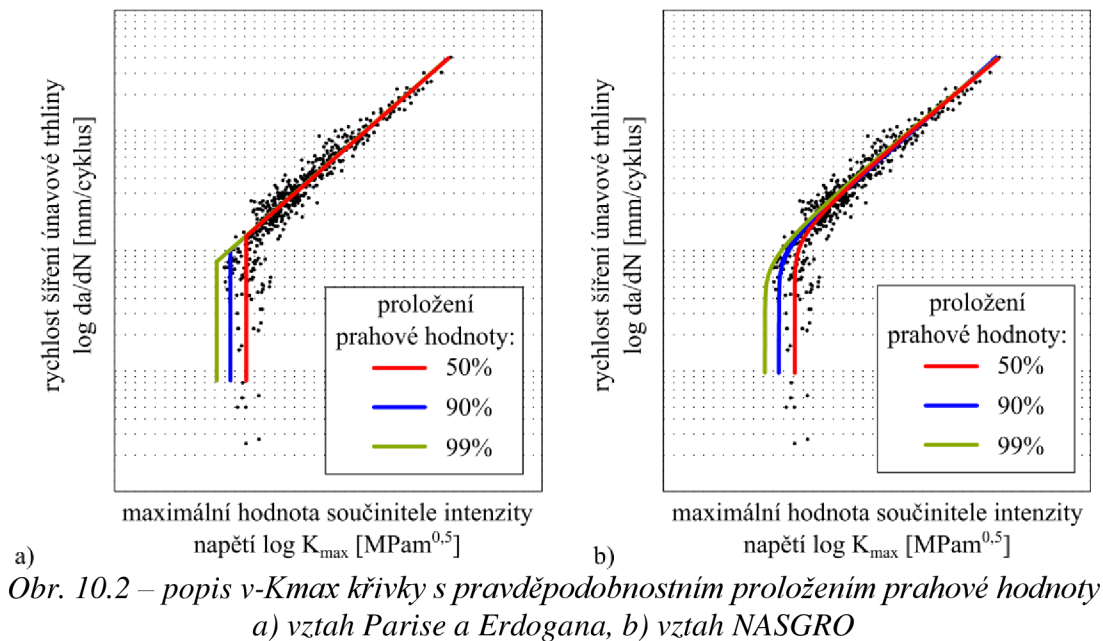 rychlost šíření únavové trhliny
log da/dN [mm/cyklus]
proložení
prahové hodnoty:
50%
90%
99%
maximální hodnota součinitele intenzity
napětí log Kmax [MPam0,5]
a)
rychlost šíření únavové trhliny
log da/dN [mm/cyklus]
proložení
prahové hodnoty:
50%
90%
99%
maximální hodnota součinitele intenzity
napětí log Kmax [MPam0,5]
b)
Obr. 10.2 – popis v-Kmax křivky s pravděpodobnostním proložením prahové hodnoty
a) vztah Parise a Erdogana, b) vztah NASGRO